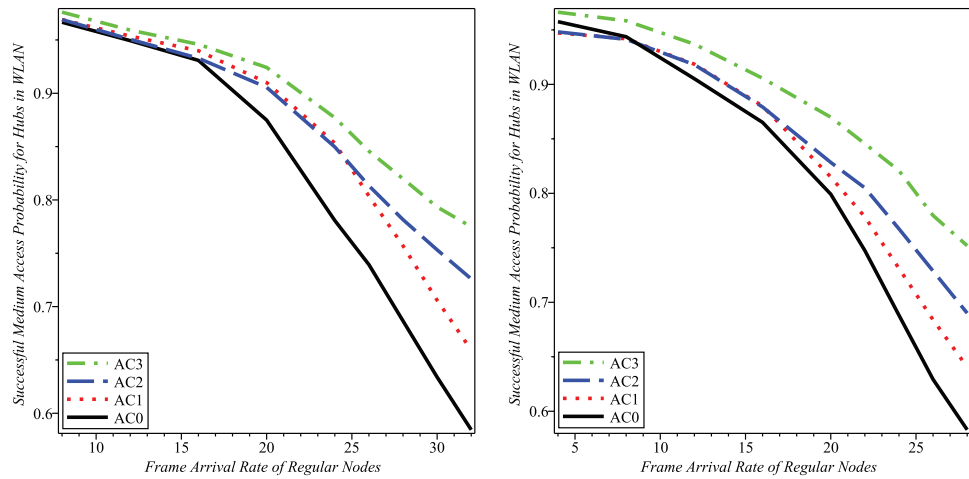 Successful Medium Access Probability for Hubs in WLAN
0.9
0.8
0.7
0.6
AC3
AC2
AC1
AC0
10
15
20
25
30
Frame Arrival Rate of Regular Nodes
Successful Medium Access Probability for Hubs in WLAN
0.9
0.8
0.7
0.6
AC3
AC2
AC1
AC0
5
10
15
20
25
Frame Arrival Rate of Regular Nodes